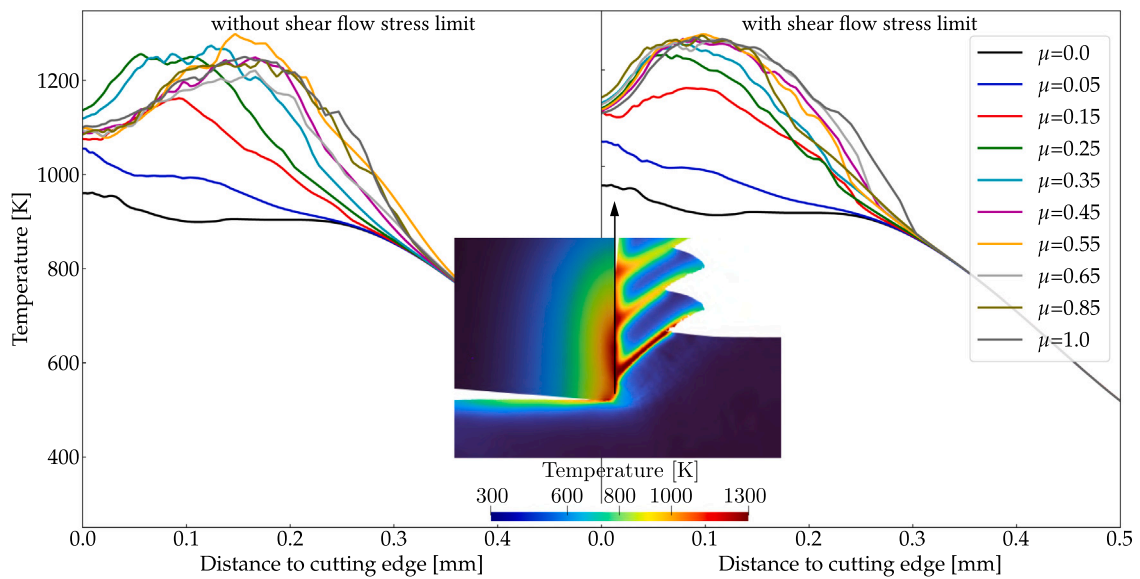 without shear flow stress limit
with shear flow stress limit
Temperature [K]
1200
1000
800
600
400
μ=0.0
μ=0.05
μ=0.15
μ=0.25
μ=0.35
μ=0.45
μ=0.55
μ=0.65
μ=0.85
μ=1.0
Temperature [K]
300 600 800 1000 1300
0.0 0.1 0.2 0.3 0.4 0.0 0.1 0.2 0.3 0.4 0.5
Distance to cutting edge [mm] Distance to cutting edge [mm]